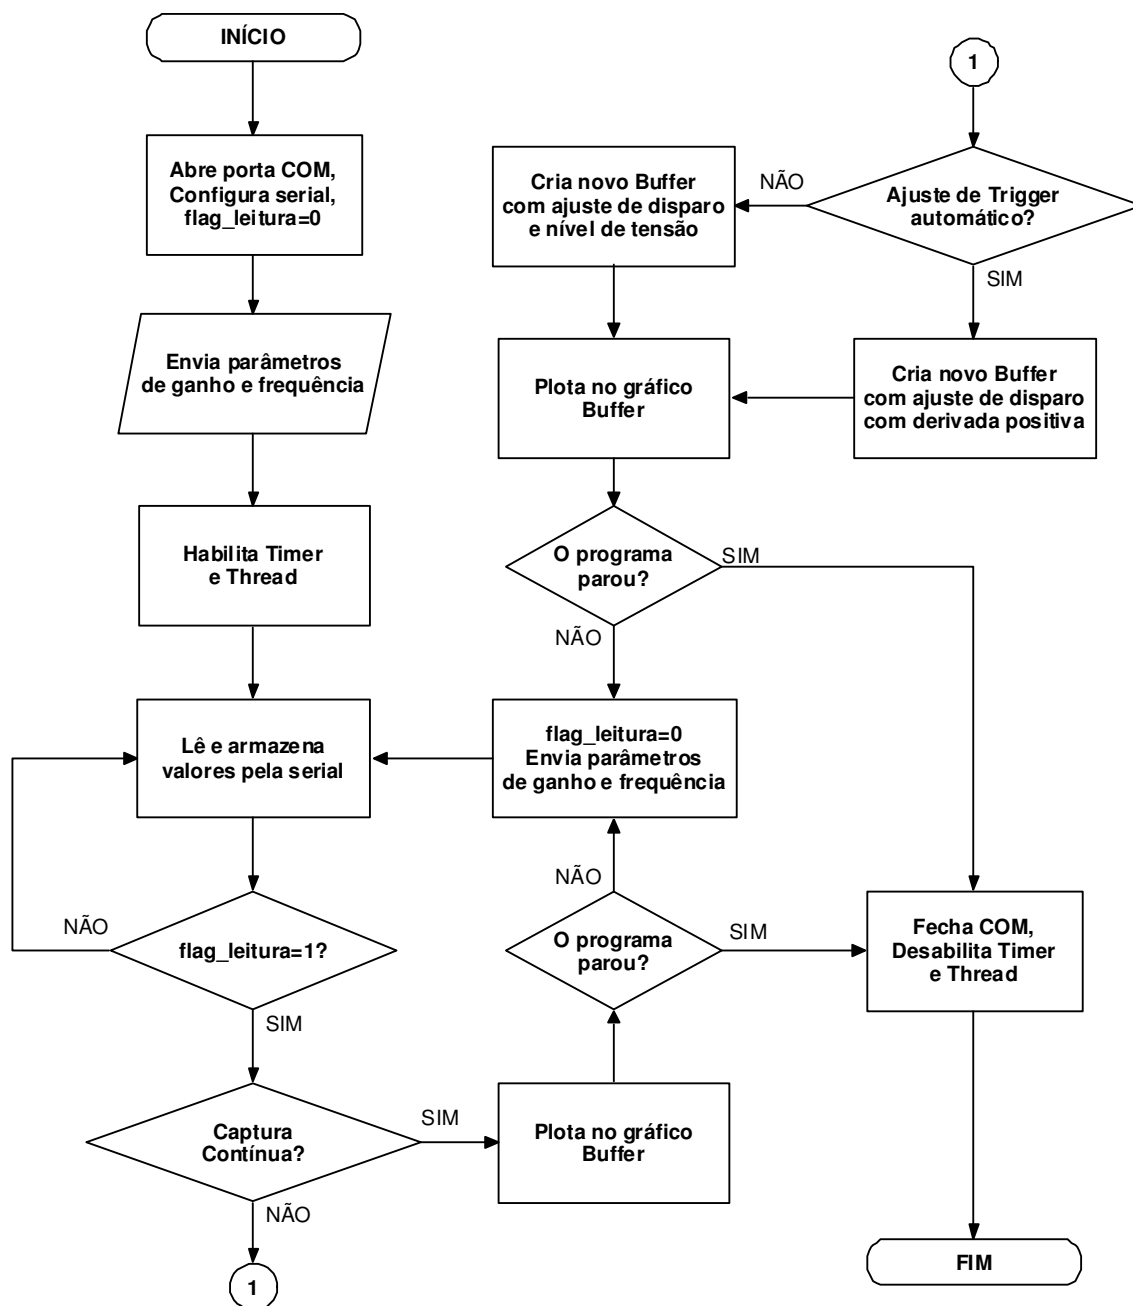 INÍCIO
Abre porta COM,
Configura serial,
flag_leitura=0
Envia parâmetros
de ganho e frequência
Habilita Timer
e Thread
Lê e armazena
valores pela serial
NÃO
flag_leitura=1?
SIM
Captura
Contínua?
SIM
NÃO
1
1
Ajuste de Trigger
automático?
NÃO
SIM
Cria novo Buffer
com ajuste de disparo
e nível de tensão
Cria novo Buffer
com ajuste de disparo
com derivada positiva
Plota no gráfico
Buffer
O programa
parou?
SIM
NÃO
flag_leitura=0
Envia parâmetros
de ganho e frequência
NÃO
O programa
parou?
SIM
Plota no gráfico
Buffer
Fecha COM,
Desabilita Timer
e Thread
FIM